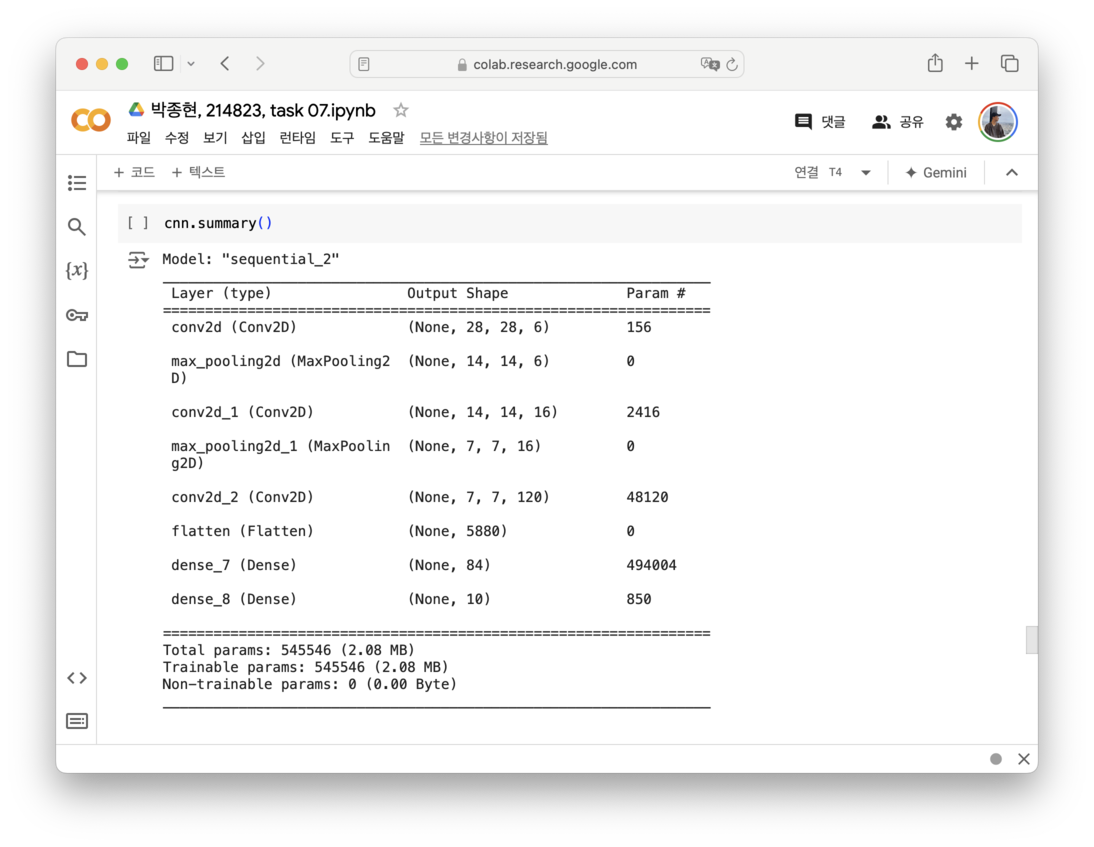 colab.research.google.com
박종현, 214823, task 07.ipynb
파일 수정 보기 삽입 런타임 도구 도움말 모든 변경사항이 저장됨
댓글 공유
+ 코드 + 텍스트 연결 T4 Gemini
[ ] cnn.summary()
{x}
Model: "sequential_2"
Layer (type) Output Shape Param #
=================================================================
conv2d (Conv2D) (None, 28, 28, 6) 156
max_pooling2d (MaxPooling2 (None, 14, 14, 6) 0
D)
conv2d_1 (Conv2D) (None, 14, 14, 16) 2416
max_pooling2d_1 (MaxPoolin (None, 7, 7, 16) 0
g2D)
conv2d_2 (Conv2D) (None, 7, 7, 120) 48120
flatten (Flatten) (None, 5880) 0
dense_7 (Dense) (None, 84) 494004
dense_8 (Dense) (None, 10) 850
=================================================================
Total params: 545546 (2.08 MB)
Trainable params: 545546 (2.08 MB)
Non-trainable params: 0 (0.00 Byte)